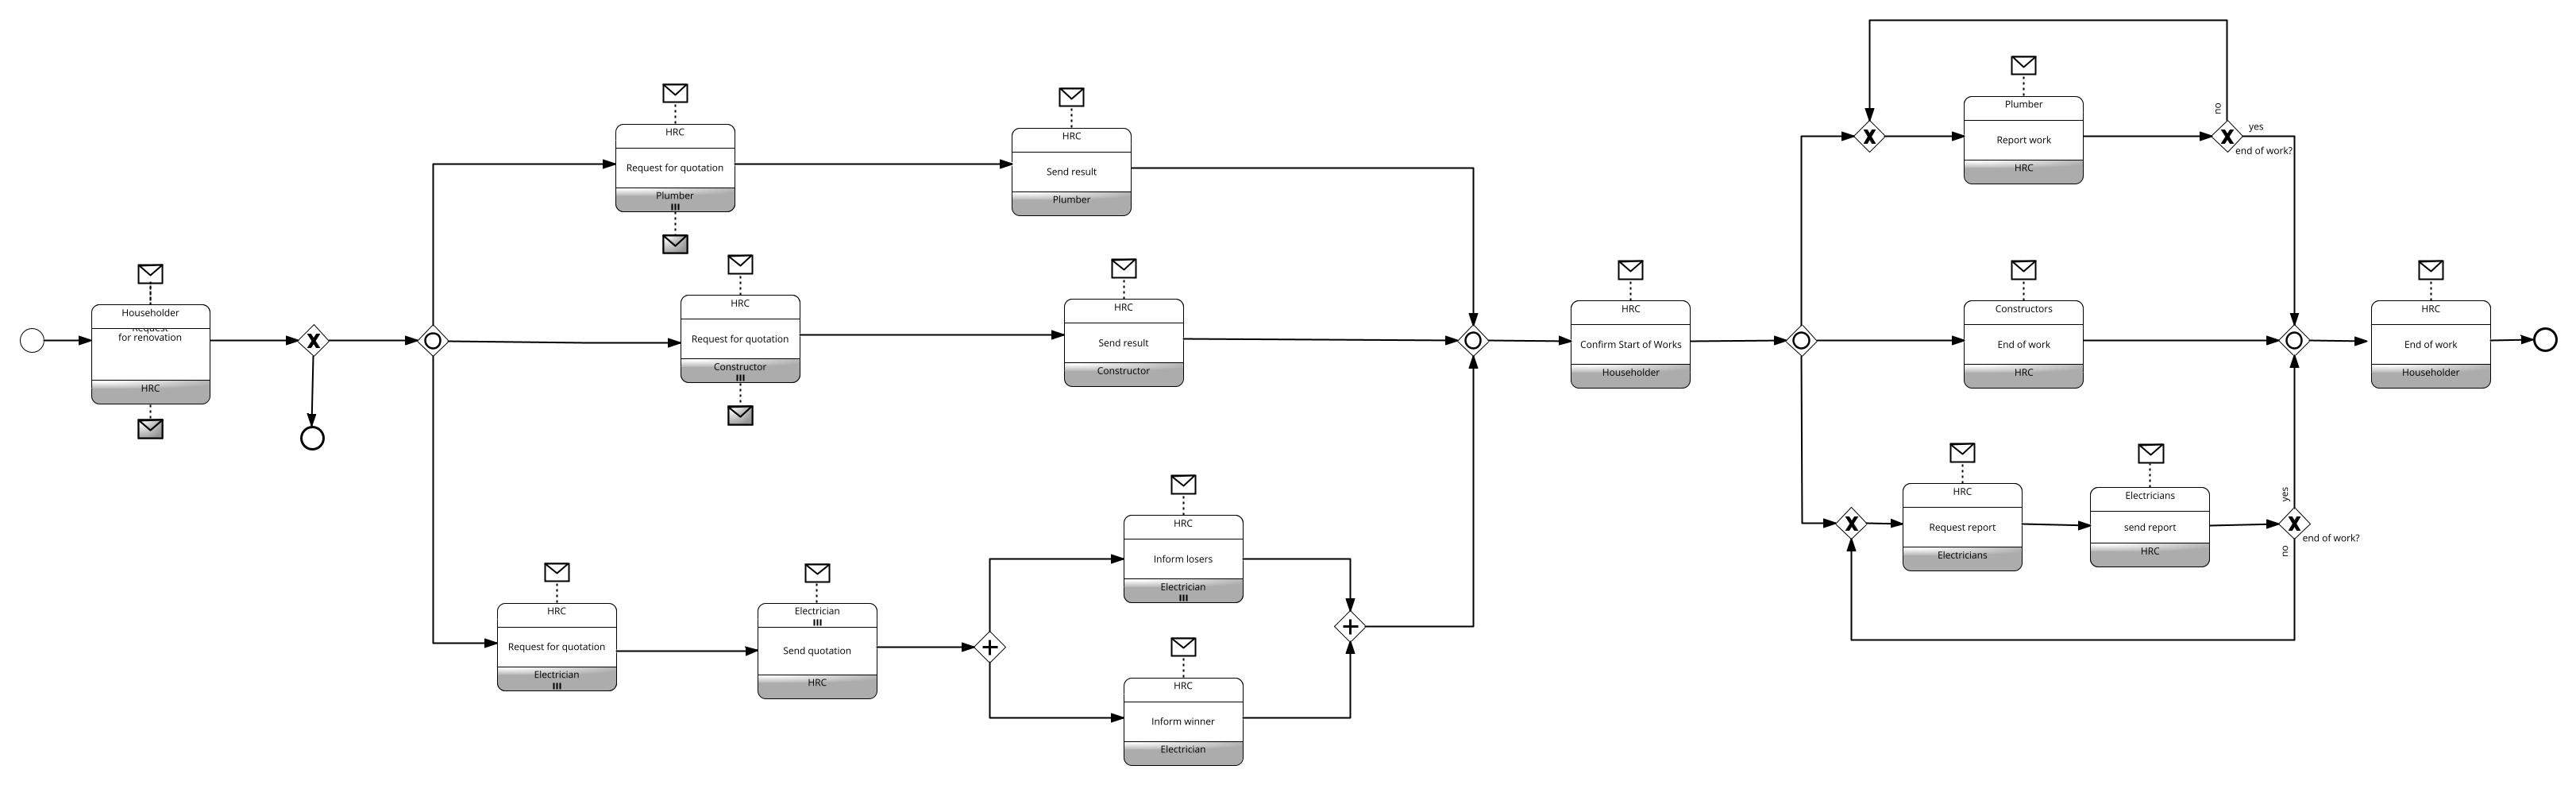 Householder
for renovation
HRC
HRC
Request for quotation
Plumber
HRC
Send result
Plumber
HRC
Request for quotation
Constructor
HRC
Send result
Constructor
HRC
Request for quotation
Electrician
Electrician
Send quotation
HRC
HRC
Inform losers
Electrician
HRC
Inform winner
Electrician
HRC
Confirm Start of Works
Householder
Plumber
Report work
HRC
no
yes
end of work?
Constructors
End of work
HRC
HRC
Request report
Electricians
Electricians
send report
HRC
yes
end of work?
no
HRC
End of work
Householder